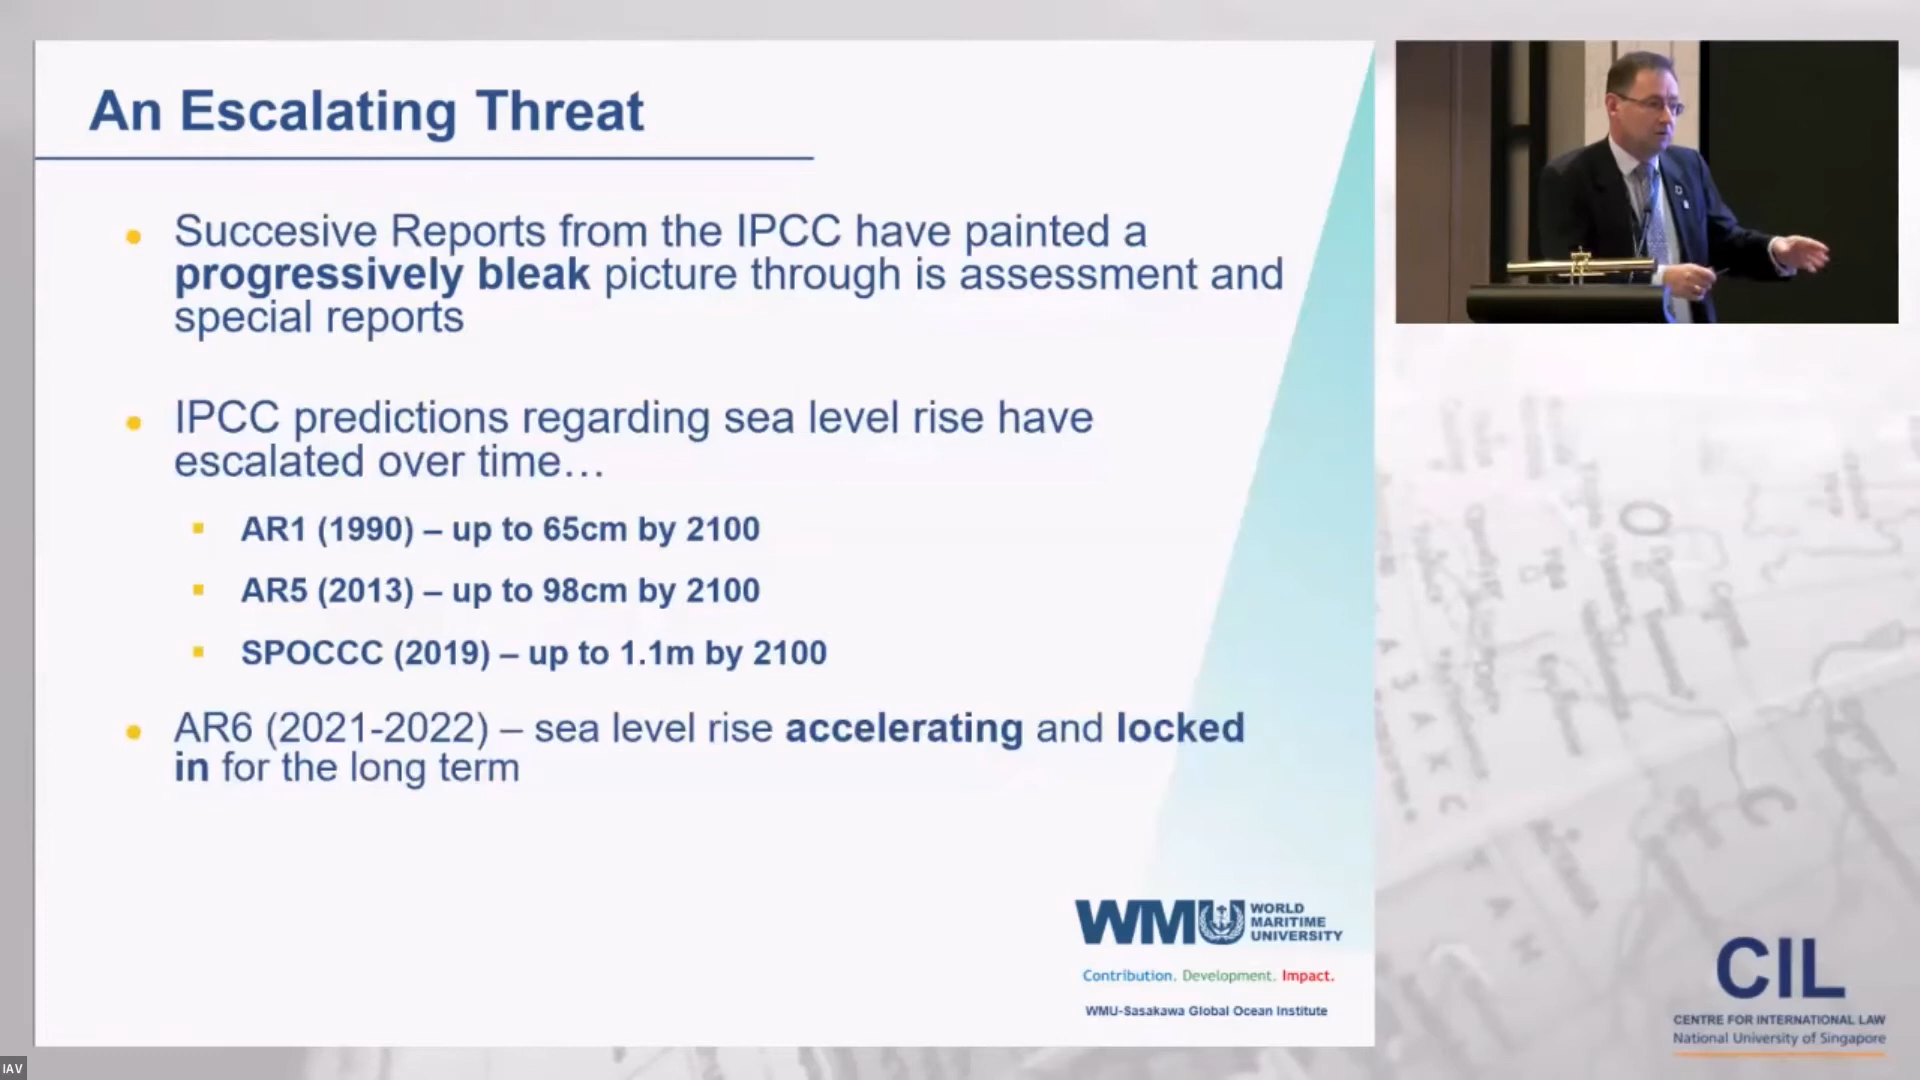 An Escalating Threat
Succesive Reports from the IPCC have painted a
progressively bleak picture through is assessment and
special reports
IPCC predictions regarding sea level rise have
escalated over time…
AR1 (1990) – up to 65cm by 2100
AR5 (2013) – up to 98cm by 2100
SPOCCC (2019) – up to 1.1m by 2100
AR6 (2021-2022) – sea level rise accelerating and locked
in for the long term
WMU WORLD
MARITIME
UNIVERSITY
Contribution. Development. Impact.
WMU-Sasakawa Global Ocean Institute
CIL
CENTRE FOR INTERNATIONAL LAW
National University of Singapore
IAV